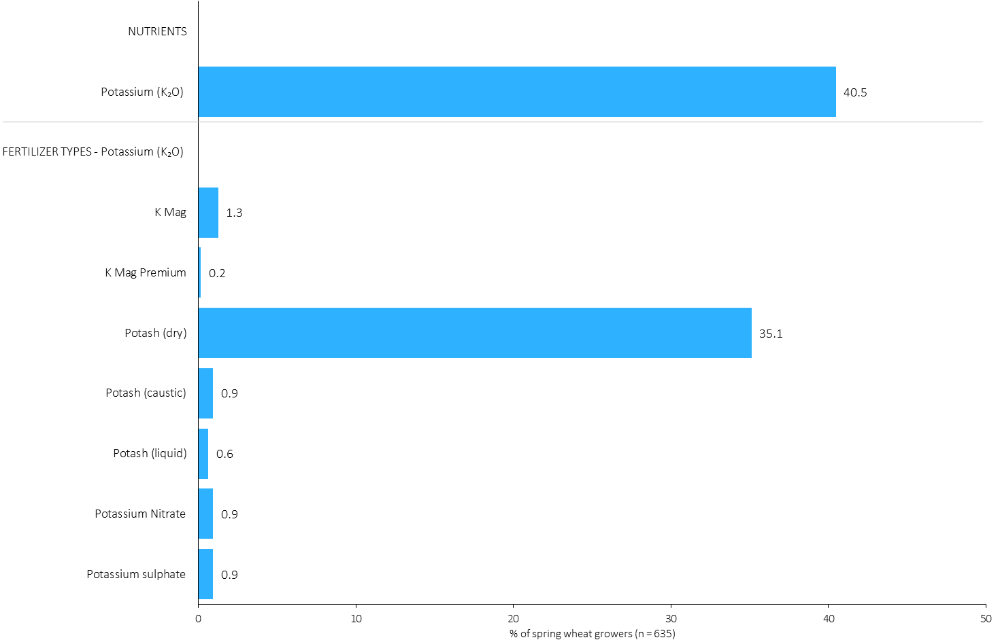 NUTRIENTS
Potassium (K₂O) 40.5
FERTILIZER TYPES - Potassium (K₂O)
K Mag 1.3
K Mag Premium 0.2
Potash (dry) 35.1
Potash (caustic) 0.9
Potash (liquid) 0.6
Potassium Nitrate 0.9
Potassium sulphate 0.9
0 10 20 30 40 50
% of spring wheat growers (n = 635)